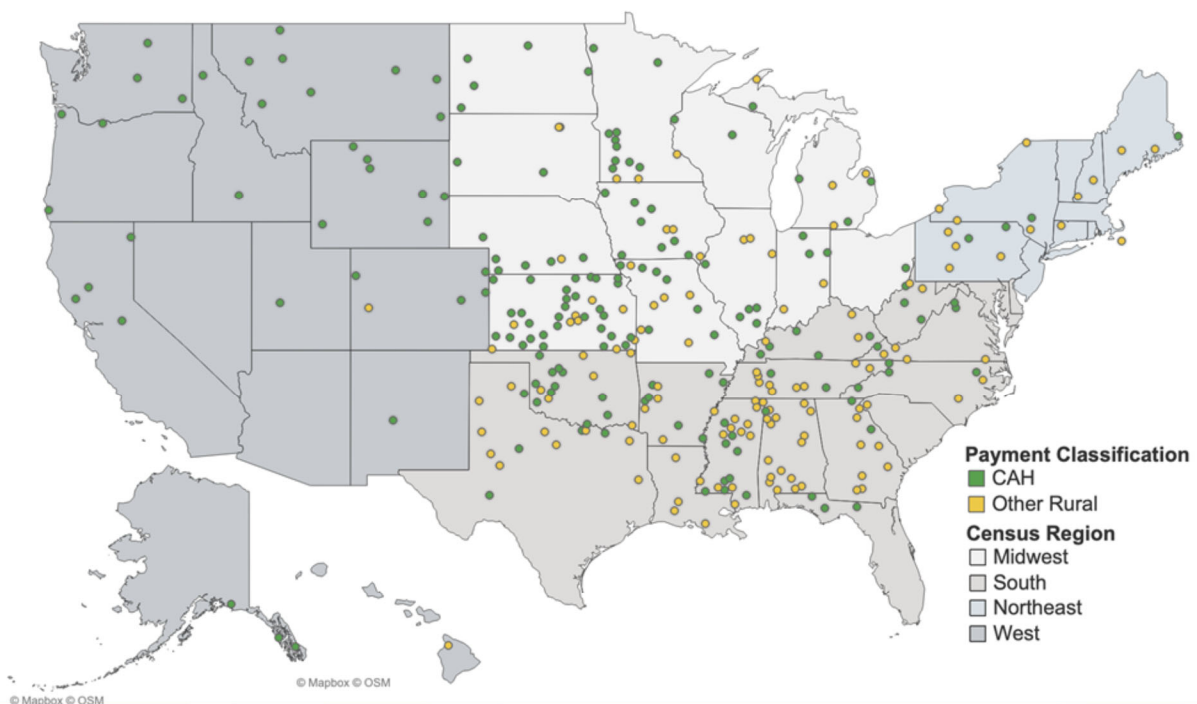 Payment Classification
CAH
Other Rural
Census Region
Midwest
South
Northeast
West
© Mapbox © OSM
© Mapbox © OSM